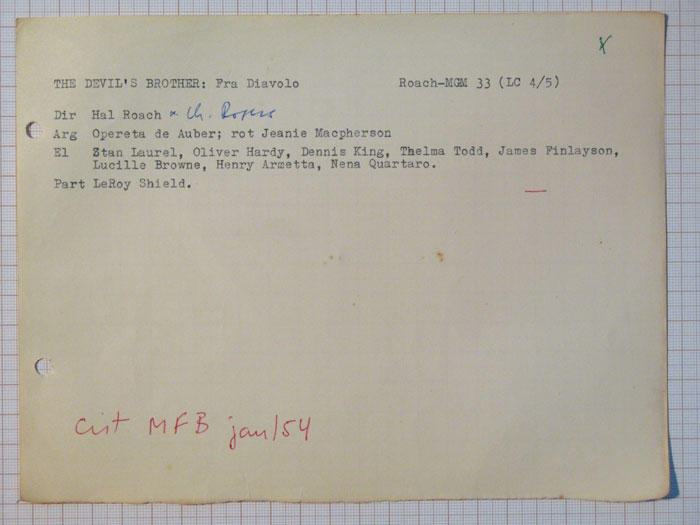 THE DEVIL'S BROTHER: Fra Diavolo Roach-MGM 33 (LC 4/5)
Dir Hal Roach * Ch. Rogers
Arg Opereta de Auber; rot Jeanie Macpherson
El Stan Laurel, Oliver Hardy, Dennis King, Thelma Todd, James Finlayson,
Lucille Browne, Henry Armetta, Nena Quartaro.
Part LeRoy Shield.
MFB jan/54